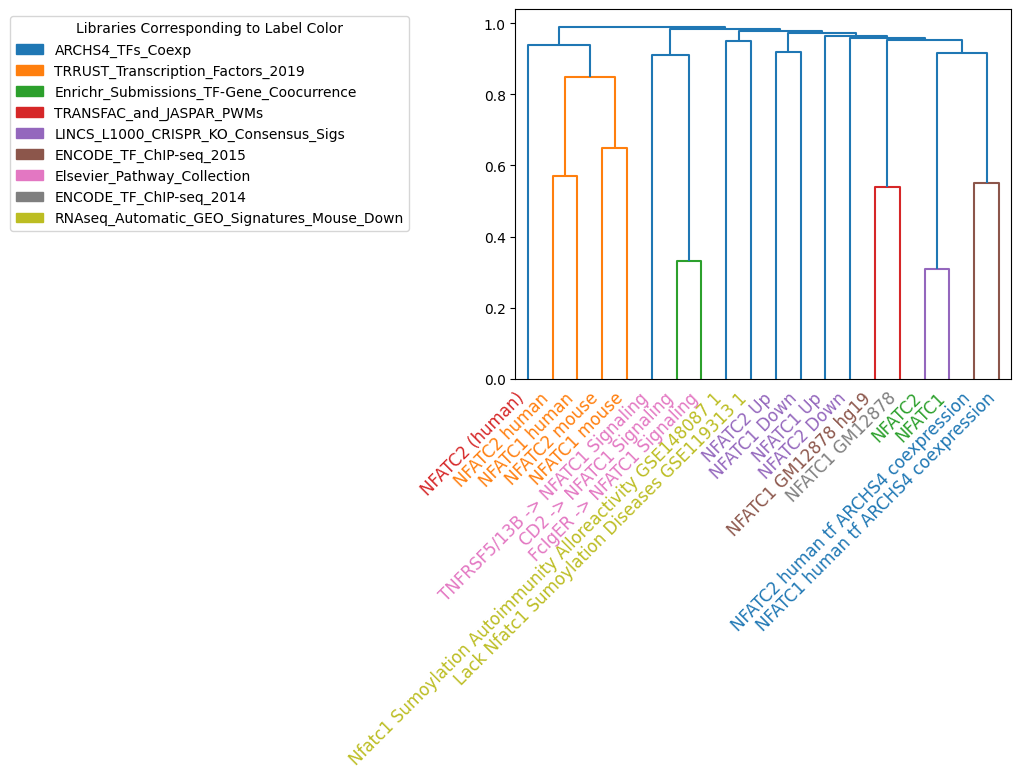 Libraries Corresponding to Label Color
ARCHS4_TFs_Coexp
TRRUST_Transcription_Factors_2019
Enrichr_Submissions_TF-Gene_Coocurrence
TRANSFAC_and_JASPAR_PWMs
LINCS_L1000_CRISPR_KO_Consensus_Sigs
ENCODE_TF_ChIP-seq_2015
Elsevier_Pathway_Collection
ENCODE_TF_ChIP-seq_2014
RNAseq_Automatic_GEO_Signatures_Mouse_Down
1.0
0.8
0.6
0.4
0.2
0.0
NFATC2 (human)
NFATC2 human
NFATC1 human
NFATC2 mouse
NFATC1 mouse
TNFRSF5/13B -> NFATC1 Signaling
CD2 -> NFATC1 Signaling
FcIgER -> NFATC1 Signaling
Nfatc1 Sumoylation Autoimmunity Alloreactivity GSE148087 1
Lack Nfatc1 Sumoylation Diseases GSE119313 1
NFATC2 Up
NFATC1 Down
NFATC1 Up
NFATC2 Down
NFATC1 GM12878 hg19
NFATC1 GM12878
NFATC2
NFATC1
NFATC2 human tf ARCHS4 coexpression
NFATC1 human tf ARCHS4 coexpression